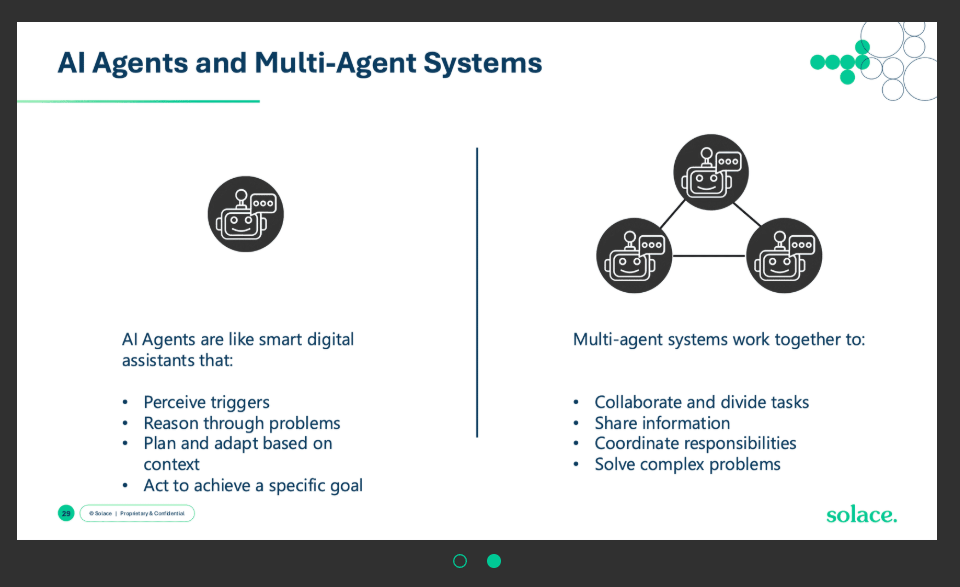 AI Agents and Multi-Agent Systems
AI Agents are like smart digital
assistants that:
• Perceive triggers
• Reason through problems
• Plan and adapt based on
context
• Act to achieve a specific goal
Multi-agent systems work together to:
• Collaborate and divide tasks
• Share information
• Coordinate responsibilities
• Solve complex problems
29
© Solace | Proprietary & Confidential
solace.